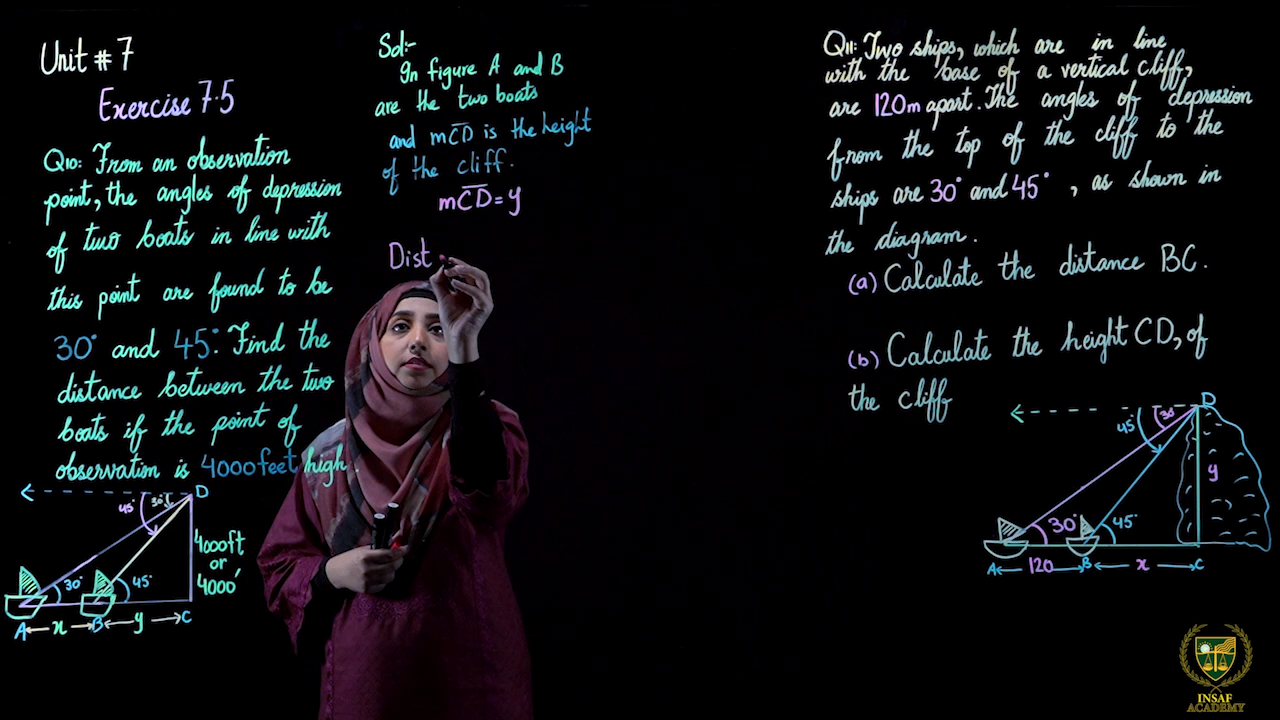 Unit # 7
Exercise 7.5
Q10: From an observation
point, the angles of depression
of two boats in line with
this point are found to be
30° and 45°. Find the
distance between the two
boats if the point of
observation is 4000 feet high.
D
45°
30°
4000ft
or
4000'
30°
45°
A x B y C
Sol:-
In figure A and B
are the two boats
and mCD is the height
of the cliff.
mCD = y
Dist
Q11: Two ships, which are in line
with the base of a vertical cliff,
are 120m apart. The angles of depression
from the top of the cliff to the
ships are 30° and 45°, as shown in
the diagram.
(a) Calculate the distance BC.
(b) Calculate the height CD, of
the cliff
D
45°
30°
y
30°
45°
A 120 B x C
INSAF
ACADEMY